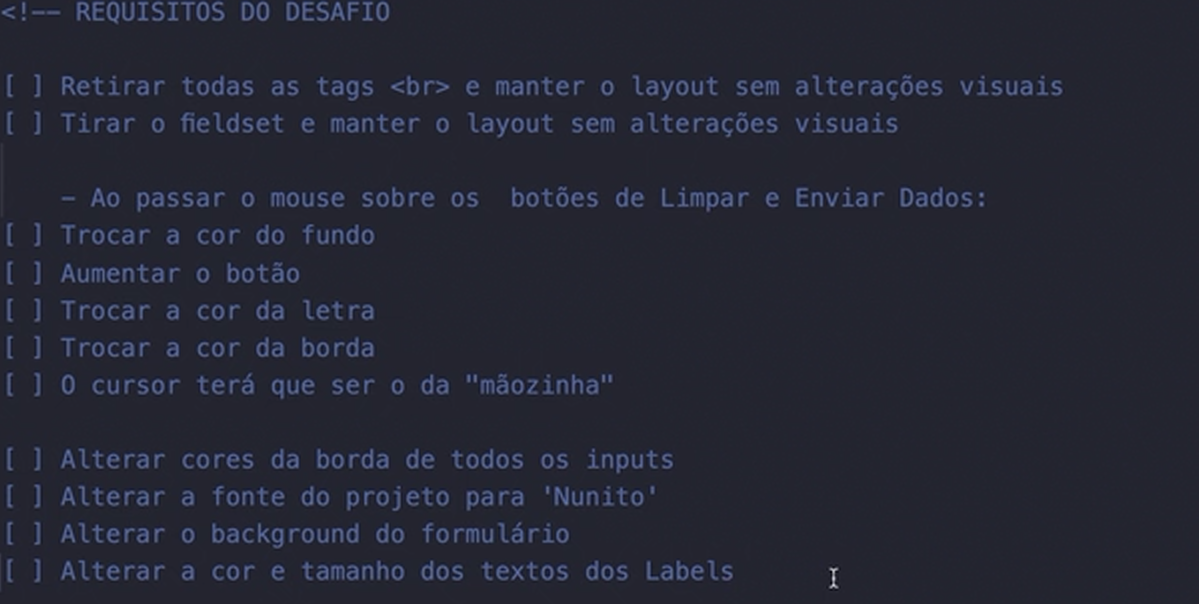 <!-- REQUISITOS DO DESAFIO
[ ] Retirar todas as tags <br> e manter o layout sem alterações visuais
[ ] Tirar o fieldset e manter o layout sem alterações visuais
- Ao passar o mouse sobre os  botões de Limpar e Enviar Dados:
[ ] Trocar a cor do fundo
[ ] Aumentar o botão
[ ] Trocar a cor da letra
[ ] Trocar a cor da borda
[ ] O cursor terá que ser o da "mãozinha"
[ ] Alterar cores da borda de todos os inputs
[ ] Alterar a fonte do projeto para 'Nunito'
[ ] Alterar o background do formulário
[ ] Alterar a cor e tamanho dos textos dos Labels